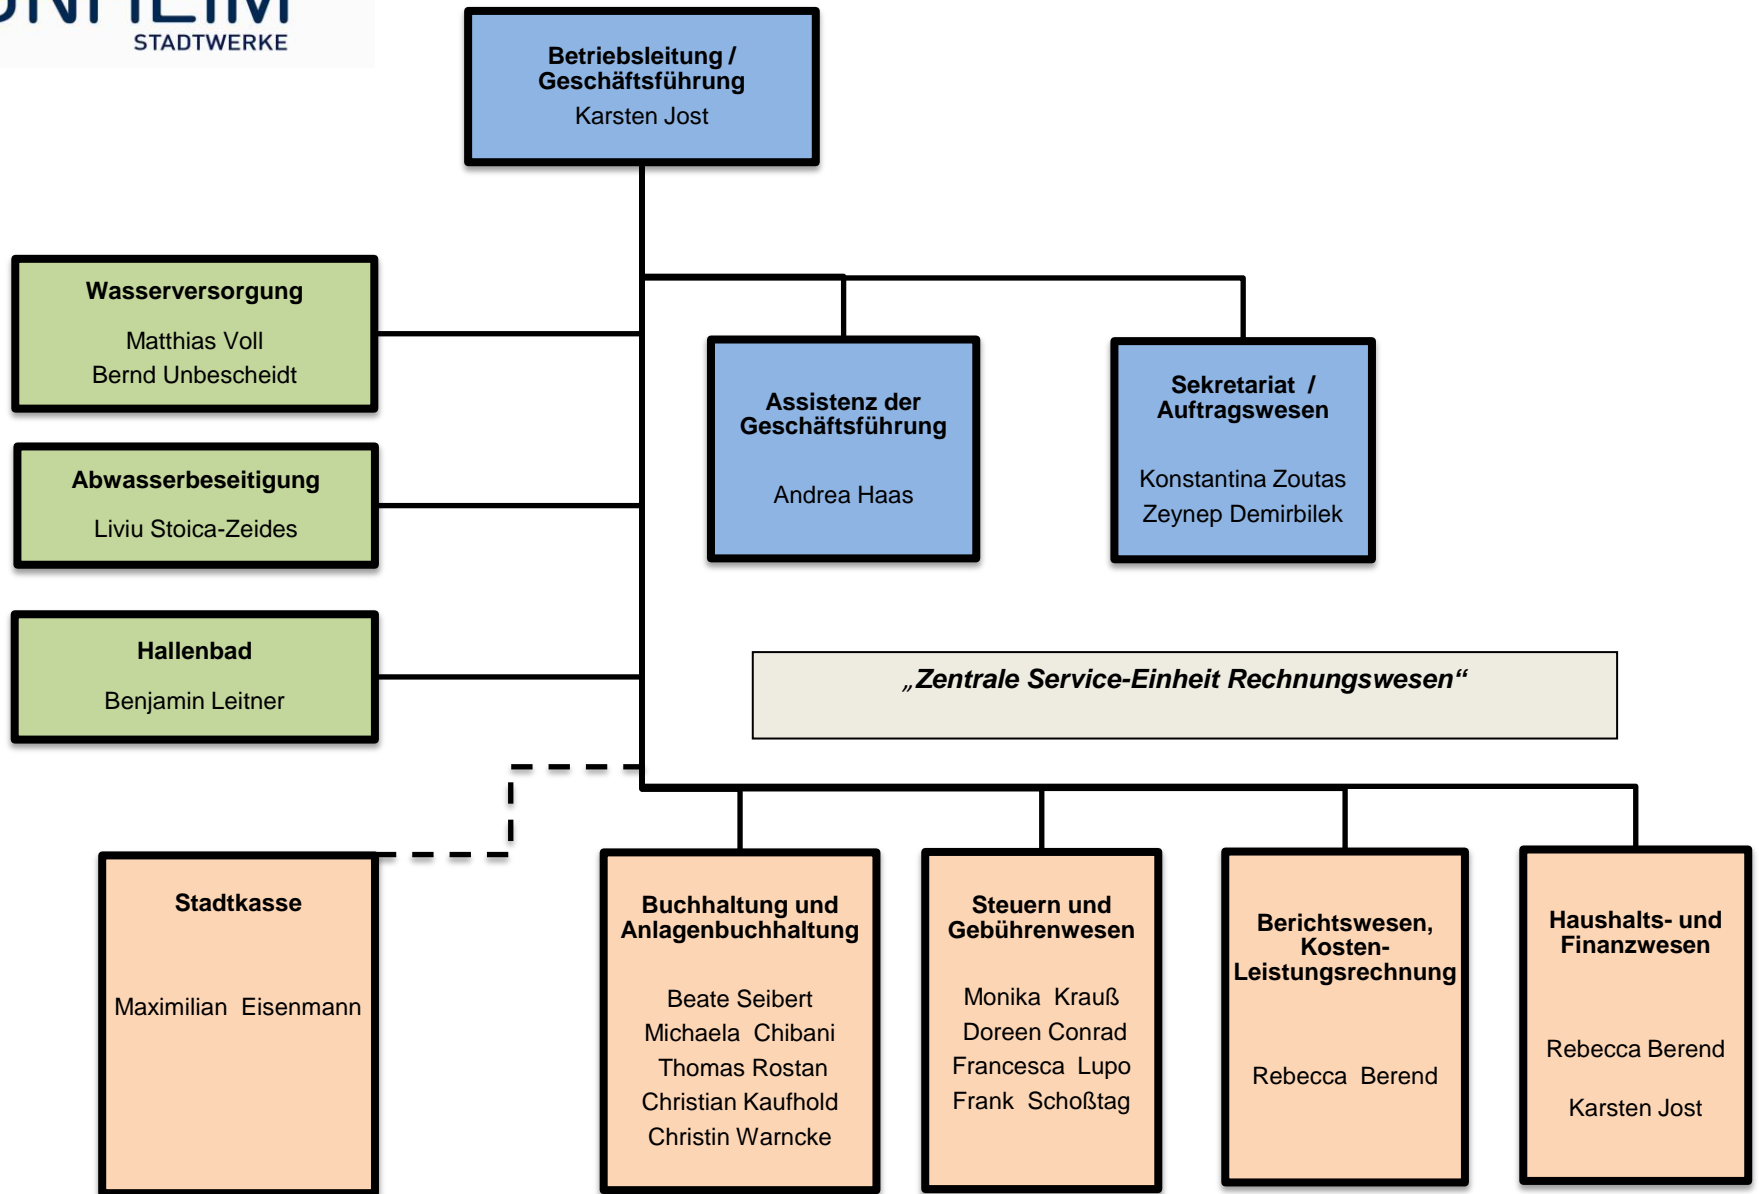 STADTWERKE
Betriebsleitung /
Geschäftsführung
Karsten Jost
Wasserversorgung
Matthias Voll
Bernd Unbescheidt
Abwasserbeseitigung
Liviu Stoica-Zeides
Hallenbad
Benjamin Leitner
Assistenz der
Geschäftsführung
Andrea Haas
Sekretariat /
Auftragswesen
Konstantina Zoutas
Zeynep Demirbilek
„Zentrale Service-Einheit Rechnungswesen“
Stadtkasse
Maximilian Eisenmann
Buchhaltung und
Anlagenbuchhaltung
Beate Seibert
Michaela Chibani
Thomas Rostan
Christian Kaufhold
Christin Warncke
Steuern und
Gebührenwesen
Monika Krauß
Doreen Conrad
Francesca Lupo
Frank Schoßtag
Berichtswesen,
Kosten-
Leistungsrechnung
Rebecca Berend
Haushalts- und
Finanzwesen
Rebecca Berend
Karsten Jost